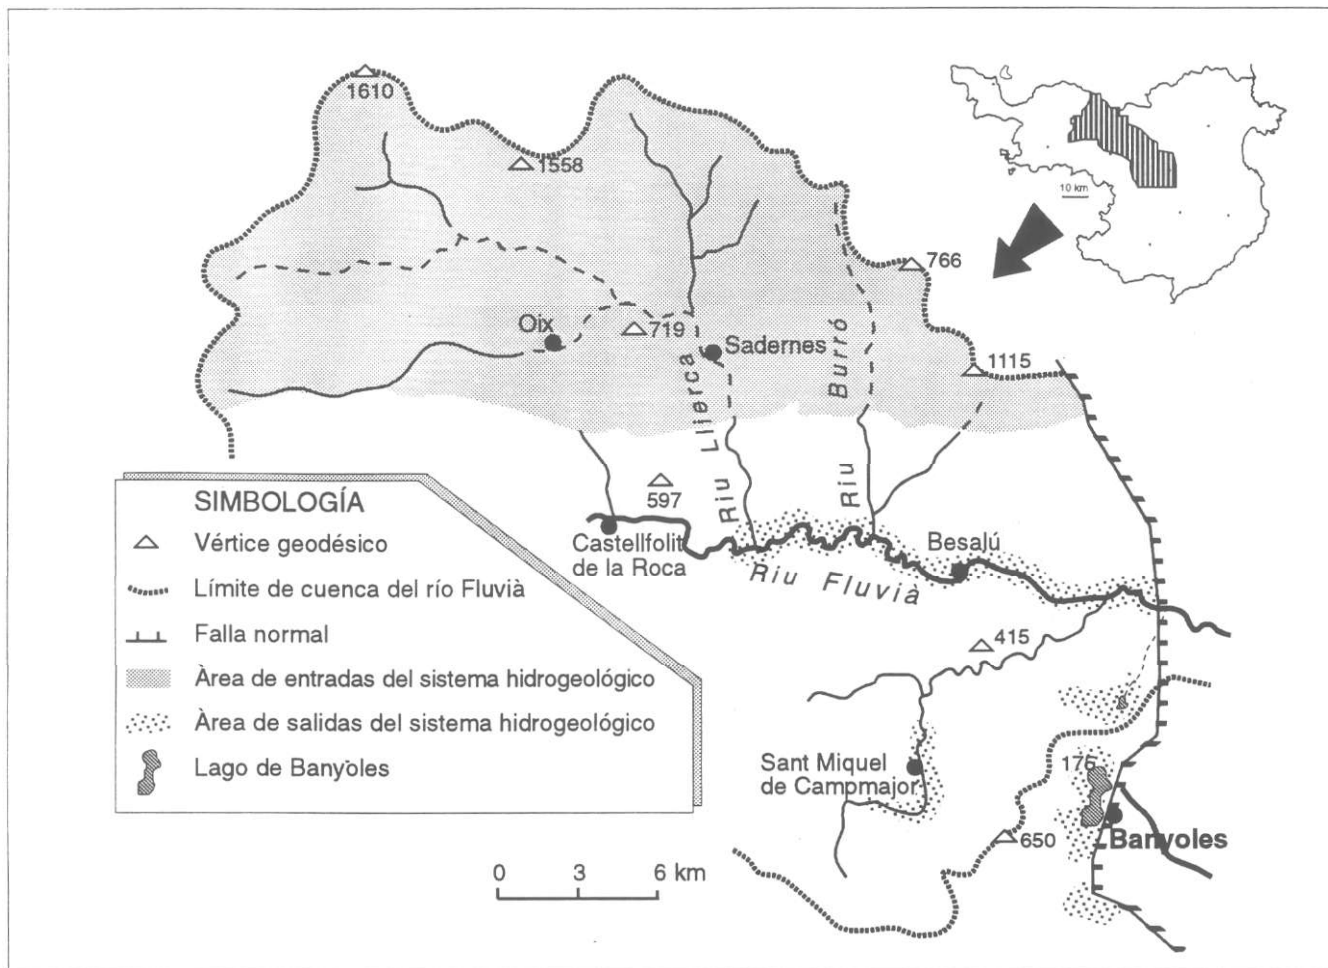 1610
1558
10 km
766
Oix
719
Sadernes
1115
Riu Llierca
Riu Burró
597
Castellfollit
de la Roca
Besalú
Riu Fluvià
415
Sant Miquel
de Campmajor
175
650
Banyoles
SIMBOLOGÍA
Vértice geodésico
Límite de cuenca del río Fluvià
Falla normal
Àrea de entradas del sistema hidrogeológico
Àrea de salidas del sistema hidrogeológico
Lago de Banyoles
0 3 6 km